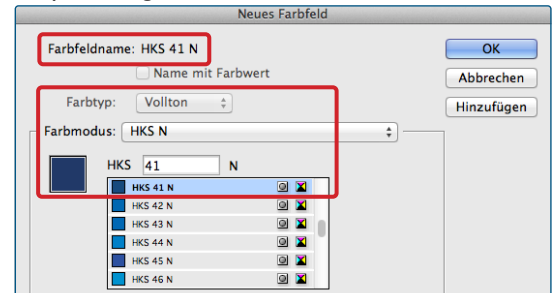 Neues Farbfeld
Farbfeldname: HKS 41 N
OK
Name mit Farbwert
Abbrechen
Farbtyp: Vollton
Hinzufügen
Farbmodus: HKS N
HKS 41 N
HKS 41 N
HKS 42 N
HKS 43 N
HKS 44 N
HKS 45 N
HKS 46 N